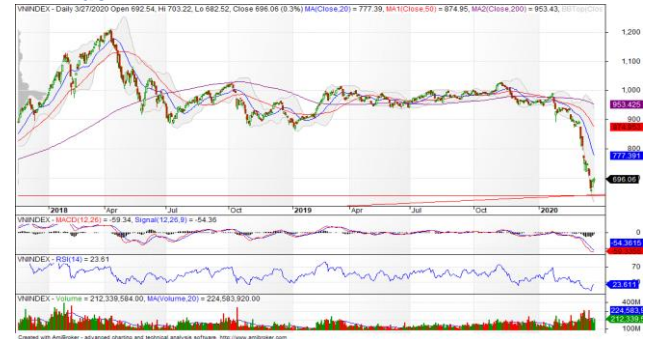 VNINDEX - Daily 3/27/2020 Open 692.54, Hi 703.22, Lo 682.52, Close 696.06 (0.3%) MA(Close,20) = 777.39, MA1(Close,50) = 874.95, MA2(Close,200) = 953.43,
1,200
1,100
1,000
953.425
900
800
777.391
696.06
2018 Apr Jul Oct 2019 Apr Jul Oct 2020
VNINDEX - MACD(12,26) = -59.34, Signal(12,26,9) = -54.36
0
-54.3615
VNINDEX - RSI(14) = 23.61
70
23.611
VNINDEX - Volume = 212,339,584.00, MA(Volume,20) = 224,583,920.00
400M
224,583,9
212,339,5
100M
Created with AmiBroker - advanced charting and technical analysis software. http://www.amibroker.com